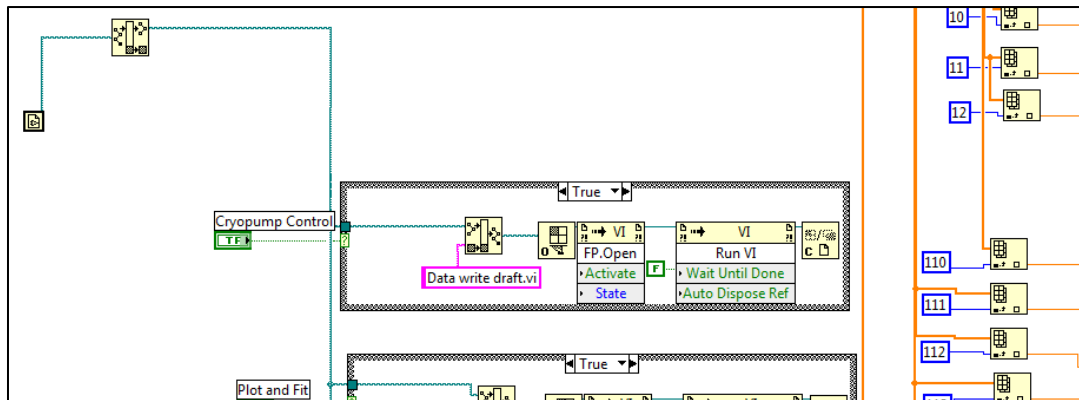 10
11
12
True
Cryopump Control
TF
?
Data write draft.vi
O
VI
FP.Open
Activate
State
F
VI
Run VI
Wait Until Done
Auto Dispose Ref
C
110
111
112
True
Plot and Fit